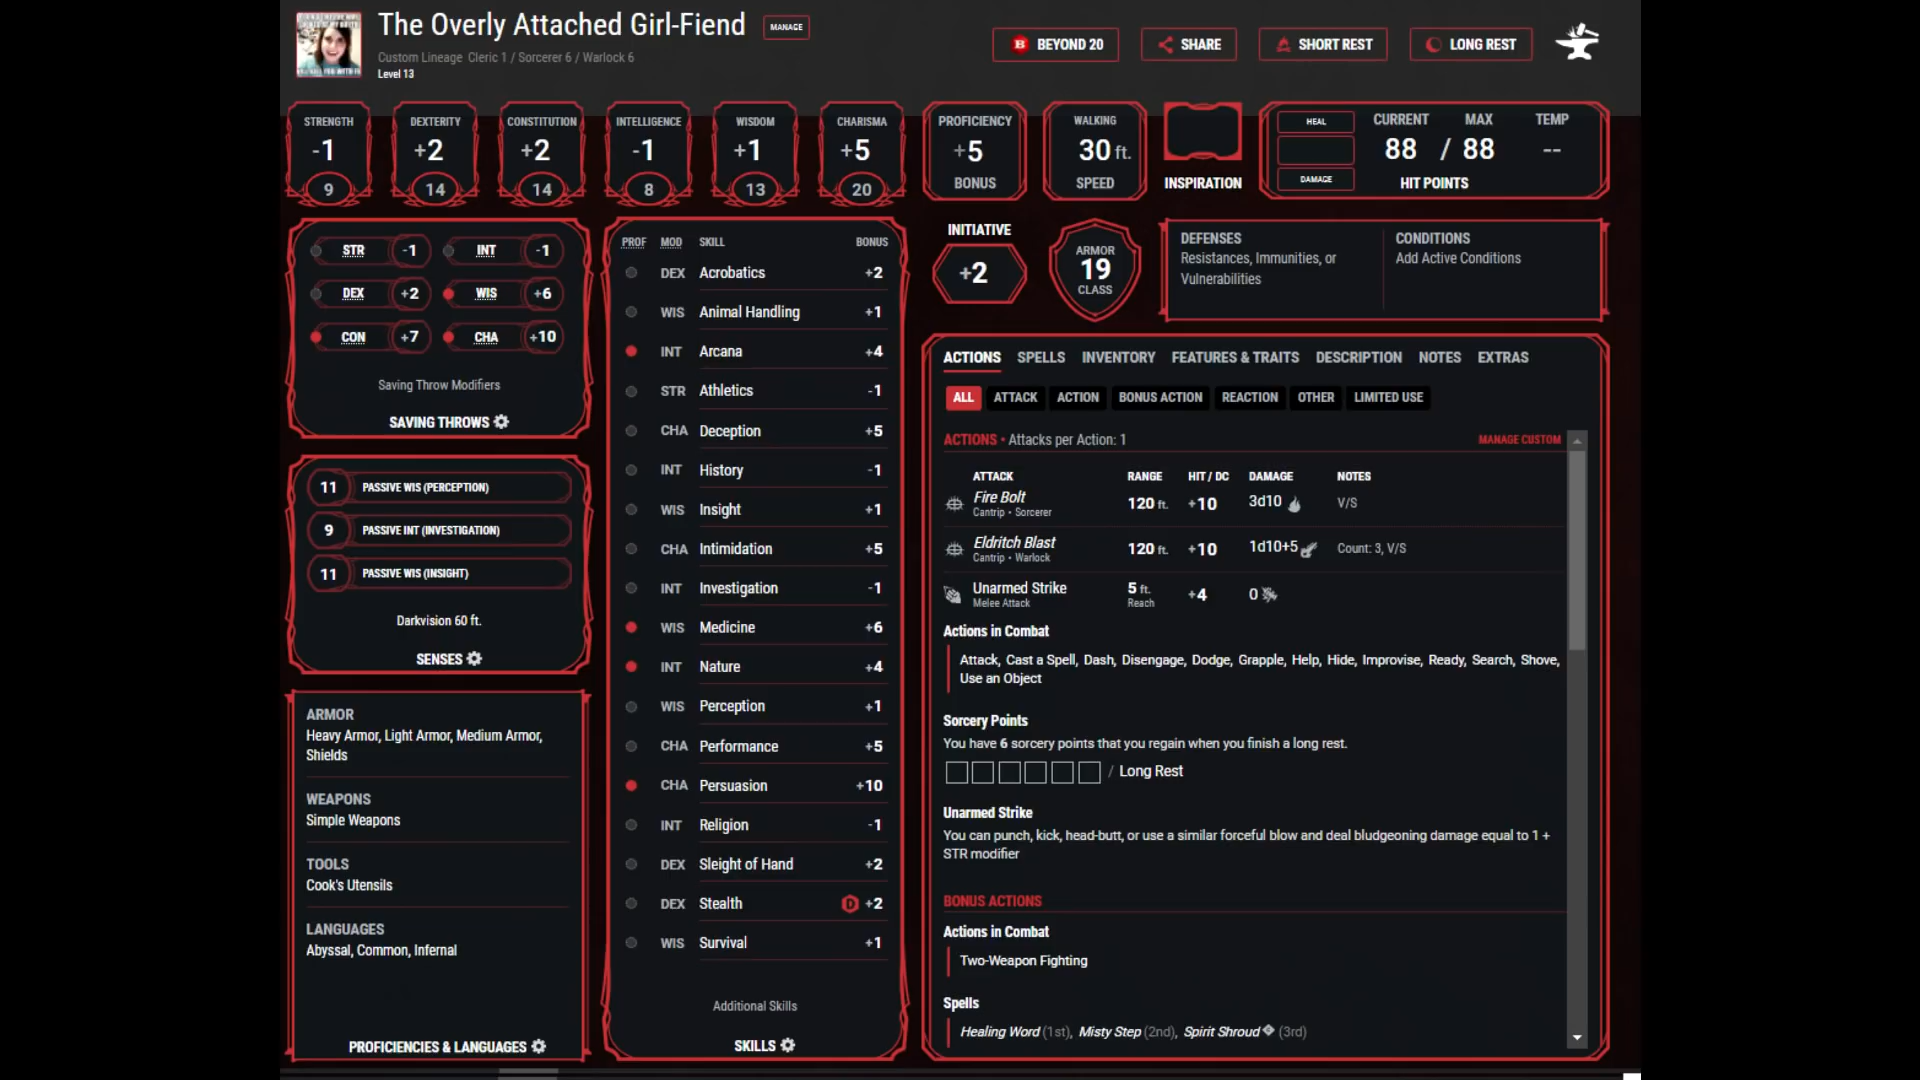 The Overly Attached Girl-Fiend
MANAGE
Custom Lineage Cleric 1 / Sorcerer 6 / Warlock 6
Level 13
BEYOND 20
SHARE
SHORT REST
LONG REST
STRENGTH
-1
9
DEXTERITY
+2
14
CONSTITUTION
+2
14
INTELLIGENCE
-1
8
WISDOM
+1
13
CHARISMA
+5
20
PROFICIENCY
+5
BONUS
WALKING
30 ft.
SPEED
INSPIRATION
HEAL
DAMAGE
CURRENT MAX TEMP
88 / 88 --
HIT POINTS
STR -1 INT -1
DEX +2 WIS +6
CON +7 CHA +10
Saving Throw Modifiers
SAVING THROWS
11 PASSIVE WIS (PERCEPTION)
9 PASSIVE INT (INVESTIGATION)
11 PASSIVE WIS (INSIGHT)
Darkvision 60 ft.
SENSES
ARMOR
Heavy Armor, Light Armor, Medium Armor,
Shields
WEAPONS
Simple Weapons
TOOLS
Cook's Utensils
LANGUAGES
Abyssal, Common, Infernal
PROFICIENCIES & LANGUAGES
PROF MOD SKILL BONUS
DEX Acrobatics +2
WIS Animal Handling +1
INT Arcana +4
STR Athletics -1
CHA Deception +5
INT History -1
WIS Insight +1
CHA Intimidation +5
INT Investigation -1
WIS Medicine +6
INT Nature +4
WIS Perception +1
CHA Performance +5
CHA Persuasion +10
INT Religion -1
DEX Sleight of Hand +2
DEX Stealth D +2
WIS Survival +1
Additional Skills
SKILLS
INITIATIVE
+2
ARMOR
19
CLASS
DEFENSES
Resistances, Immunities, or
Vulnerabilities
CONDITIONS
Add Active Conditions
ACTIONS SPELLS INVENTORY FEATURES & TRAITS DESCRIPTION NOTES EXTRAS
ALL ATTACK ACTION BONUS ACTION REACTION OTHER LIMITED USE
ACTIONS • Attacks per Action: 1
MANAGE CUSTOM
ATTACK RANGE HIT / DC DAMAGE NOTES
Fire Bolt 120 ft. +10 3d10 V/S
Cantrip • Sorcerer
Eldritch Blast 120 ft. +10 1d10+5 Count: 3, V/S
Cantrip • Warlock
Unarmed Strike 5 ft. +4 0
Melee Attack Reach
Actions in Combat
Attack, Cast a Spell, Dash, Disengage, Dodge, Grapple, Help, Hide, Improvise, Ready, Search, Shove,
Use an Object
Sorcery Points
You have 6 sorcery points that you regain when you finish a long rest.
/ Long Rest
Unarmed Strike
You can punch, kick, head-butt, or use a similar forceful blow and deal bludgeoning damage equal to 1 +
STR modifier
BONUS ACTIONS
Actions in Combat
Two-Weapon Fighting
Spells
Healing Word (1st), Misty Step (2nd), Spirit Shroud (3rd)